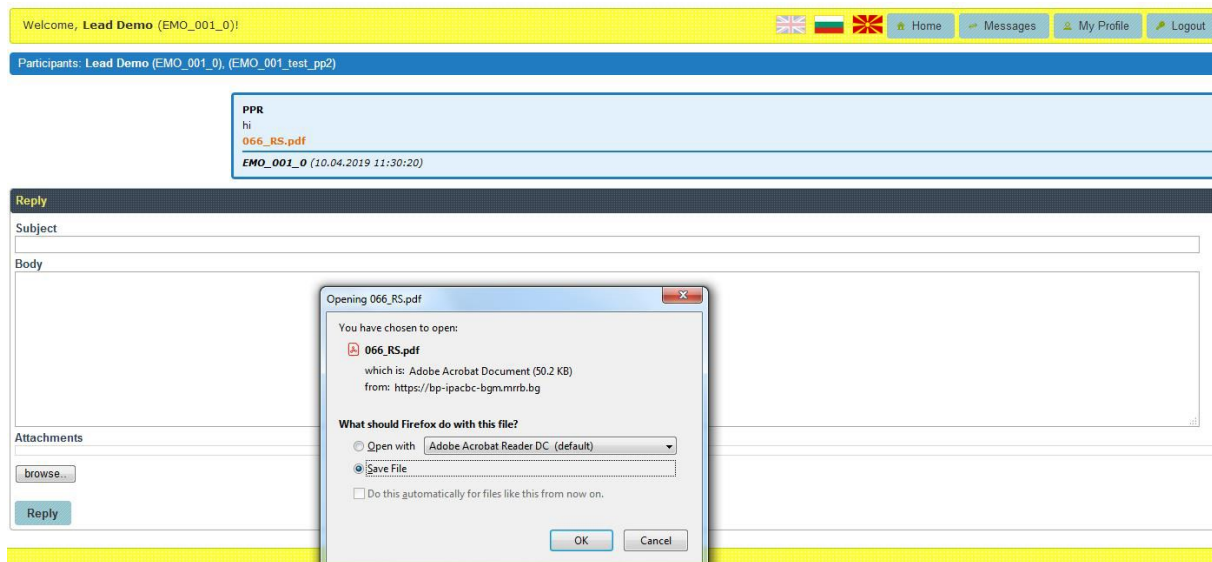 Welcome, Lead Demo (EMO_001_0)!
Home
Messages
My Profile
Logout
Participants: Lead Demo (EMO_001_0), (EMO_001_test_pp2)
PPR
hi
066_RS.pdf
EMO_001_0 (10.04.2019 11:30:20)
Reply
Subject
Body
Opening 066_RS.pdf
You have chosen to open:
066_RS.pdf
which is: Adobe Acrobat Document (50.2 KB)
from: https://bp-ipacbc-bgm.mrrb.bg
What should Firefox do with this file?
Open with Adobe Acrobat Reader DC (default)
Save File
Do this automatically for files like this from now on.
OK Cancel
Attachments
browse..
Reply